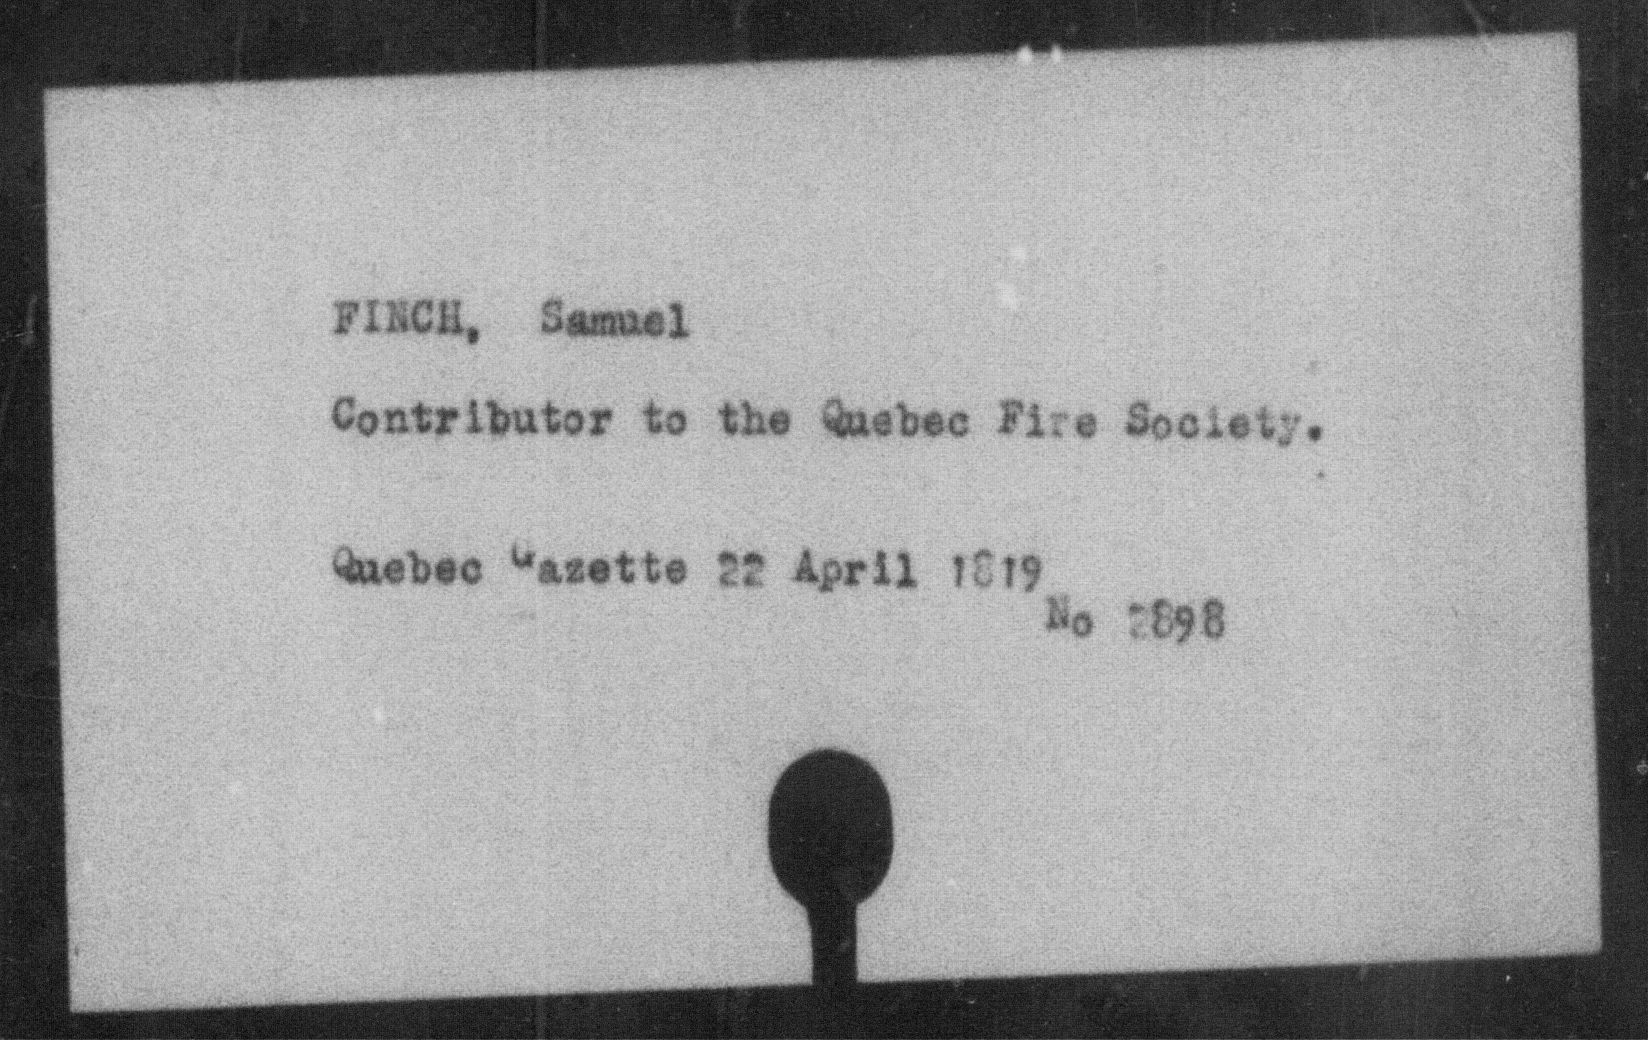 FINCH, Samuel
Contributor to the Quebec Fire Society.
Quebec Gazette 22 April 1819
No 2898